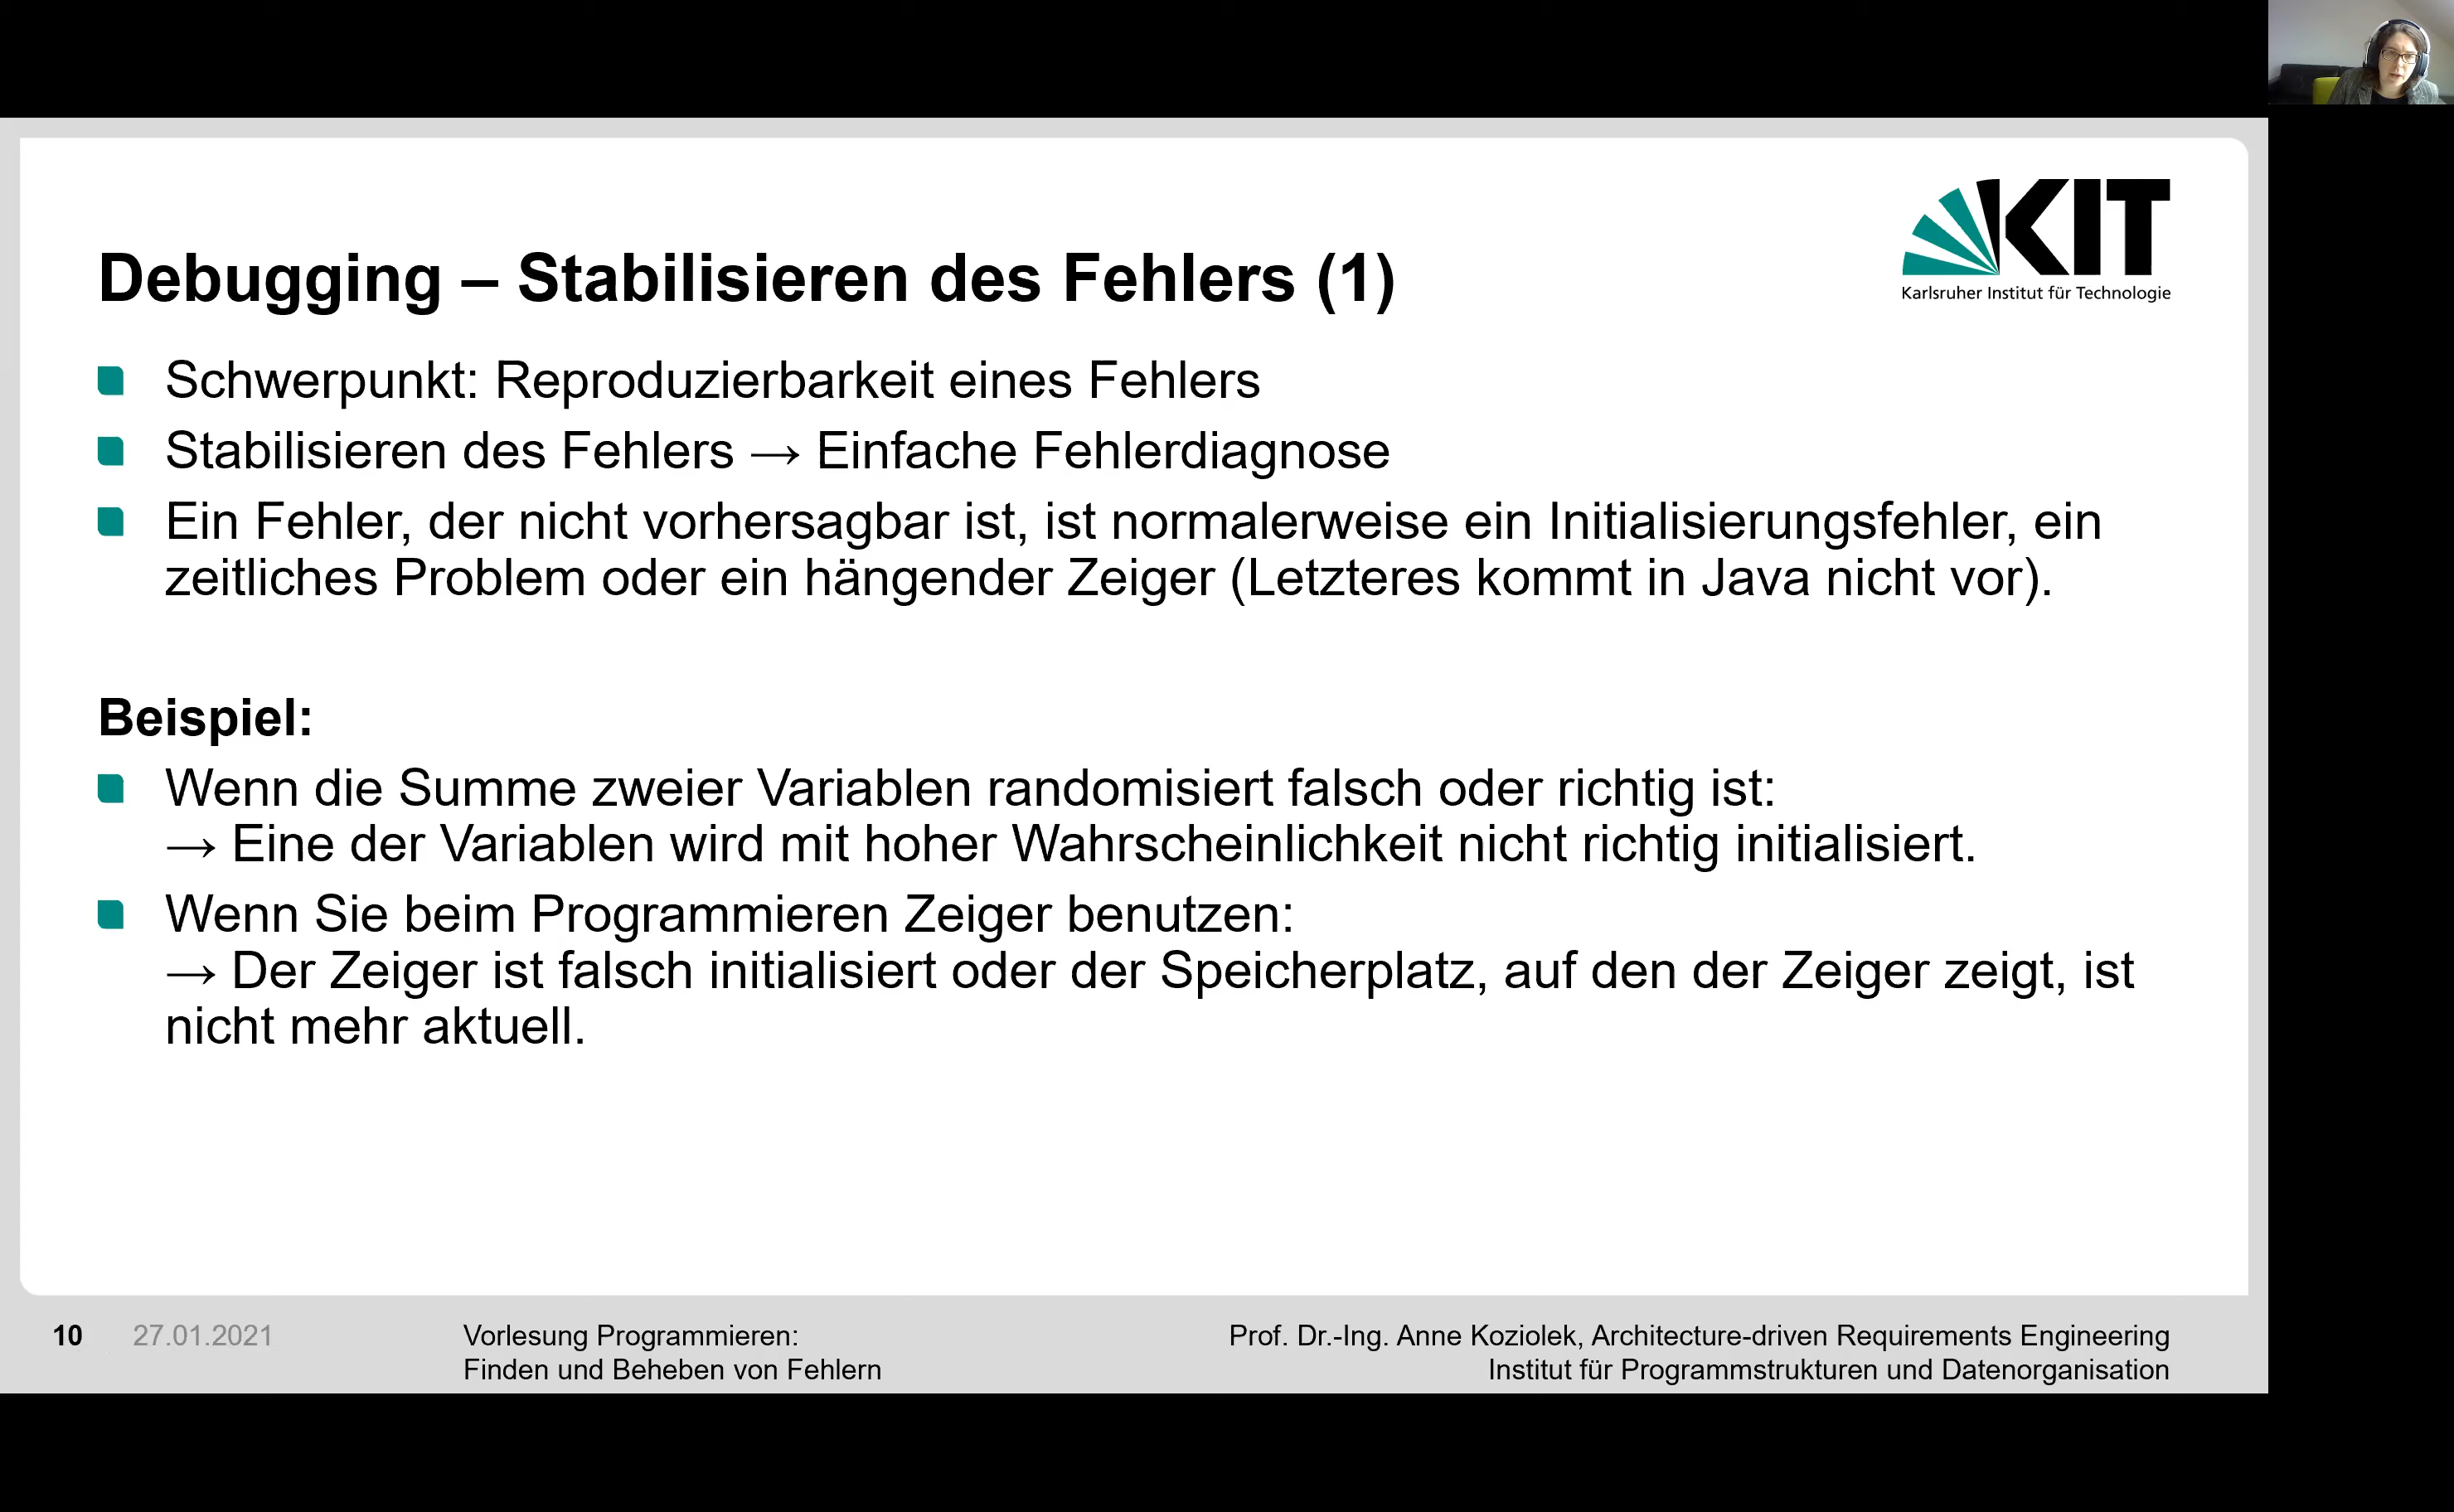 KIT
Karlsruher Institut für Technologie
Debugging – Stabilisieren des Fehlers (1)
Schwerpunkt: Reproduzierbarkeit eines Fehlers
Stabilisieren des Fehlers → Einfache Fehlerdiagnose
Ein Fehler, der nicht vorhersagbar ist, ist normalerweise ein Initialisierungsfehler, ein
zeitliches Problem oder ein hängender Zeiger (Letzteres kommt in Java nicht vor).
Beispiel:
Wenn die Summe zweier Variablen randomisiert falsch oder richtig ist:
→ Eine der Variablen wird mit hoher Wahrscheinlichkeit nicht richtig initialisiert.
Wenn Sie beim Programmieren Zeiger benutzen:
→ Der Zeiger ist falsch initialisiert oder der Speicherplatz, auf den der Zeiger zeigt, ist
nicht mehr aktuell.
10 27.01.2021
Vorlesung Programmieren:
Finden und Beheben von Fehlern
Prof. Dr.-Ing. Anne Koziolek, Architecture-driven Requirements Engineering
Institut für Programmstrukturen und Datenorganisation